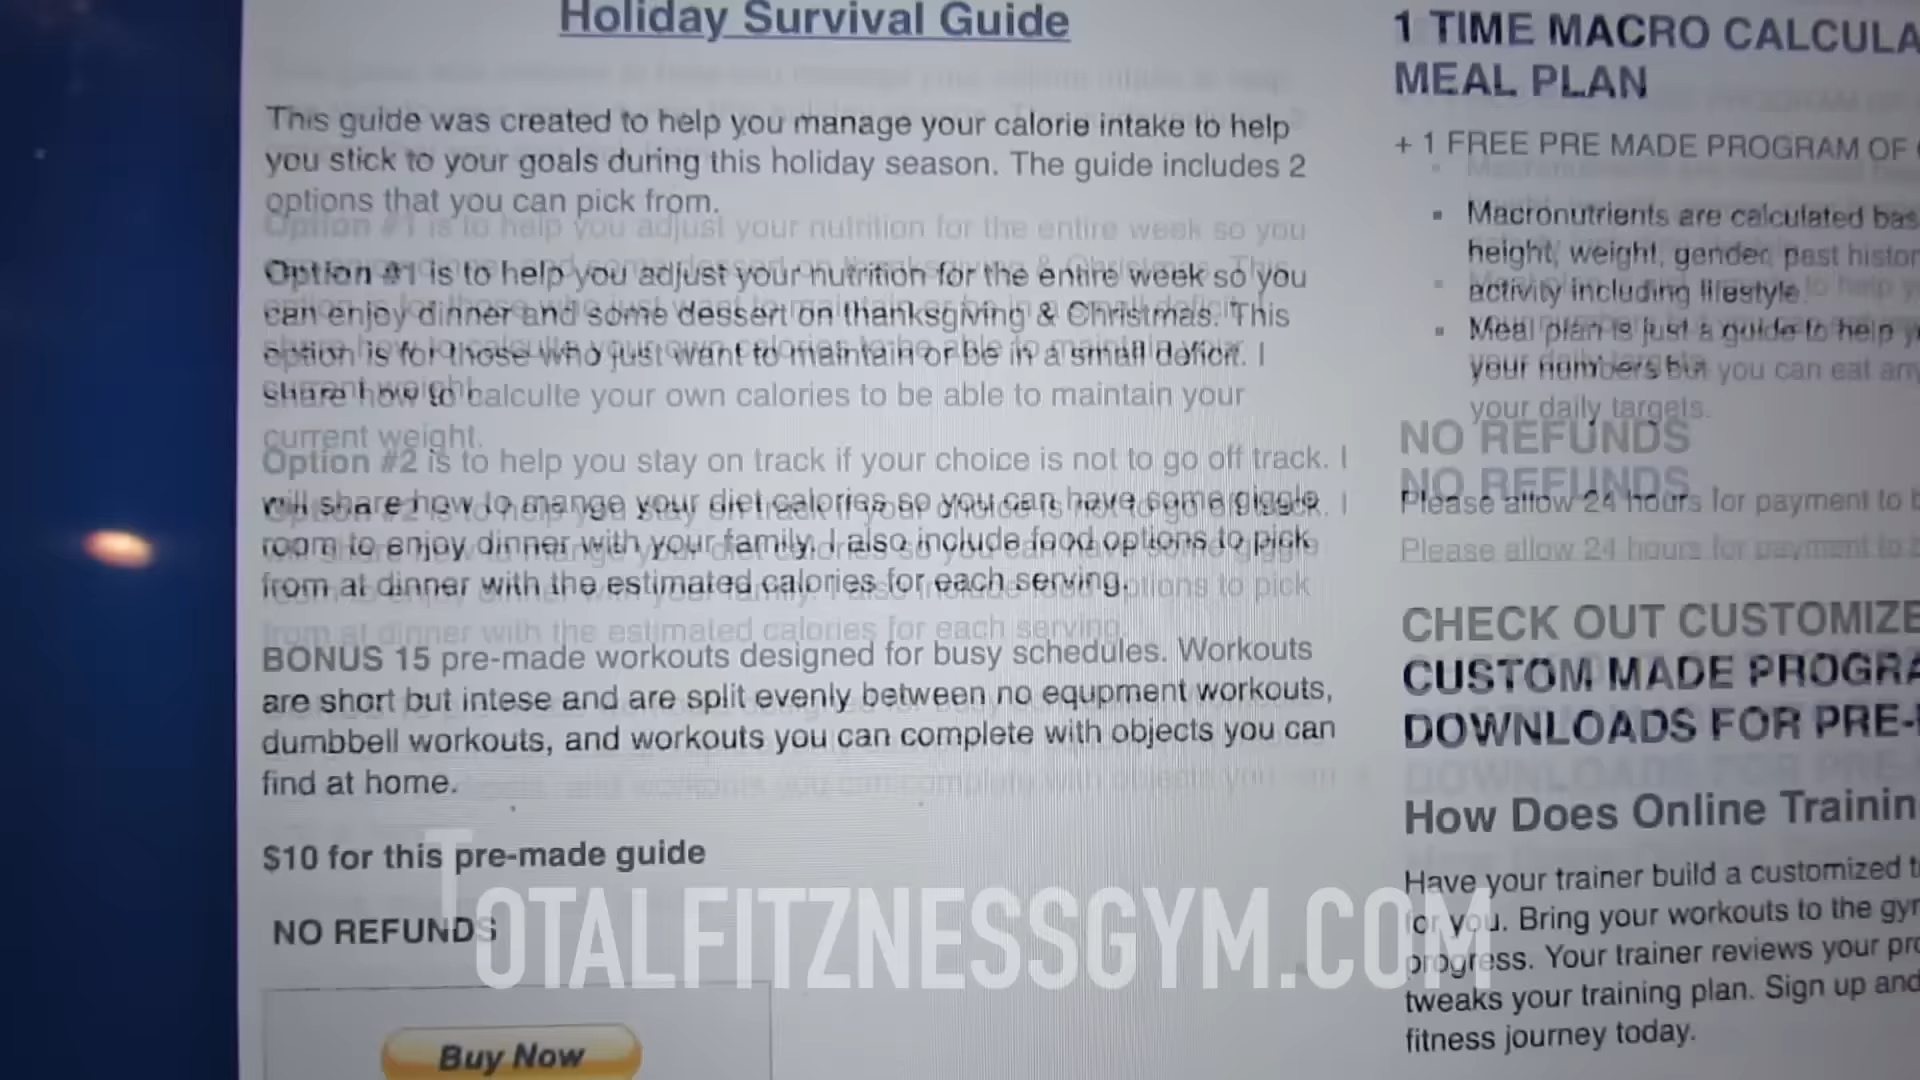 Holiday Survival Guide
This guide was created to help you manage your calorie intake to help
you stick to your goals during this holiday season. The guide includes 2
options that you can pick from.
Option #1 is to help you adjust your nutrition for the entire week so you
can enjoy dinner and some dessert on thanksgiving & Christmas. This
option is for those who just want to maintain or be in a small deficit. I
share how to calculte your own calories to be able to maintain your
current weight.
Option #2 is to help you stay on track if your choice is not to go off track. I
will share how to mange your diet calories so you can have some giggle
room to enjoy dinner with your family. I also include food options to pick
from at dinner with the estimated calories for each serving.
BONUS 15 pre-made workouts designed for busy schedules. Workouts
are short but intese and are split evenly between no equpment workouts,
dumbbell workouts, and workouts you can complete with objects you can
find at home.
$10 for this pre-made guide
NO REFUNDS
Buy Now
1 TIME MACRO CALCULA
MEAL PLAN
+ 1 FREE PRE MADE PROGRAM OF
Macronutrients are calculated bas
height, weight, gender, past histor
activity including lifestyle.
Meal plan is just a guide to help y
your numbers but you can eat any
your daily targets.
NO REFUNDS
Please allow 24 hours for payment to b
CHECK OUT CUSTOMIZE
CUSTOM MADE PROGRA
DOWNLOADS FOR PRE-
How Does Online Trainin
Have your trainer build a customized t
for you. Bring your workouts to the gyr
progress. Your trainer reviews your pro
tweaks your training plan. Sign up and
fitness journey today.
TOTALFITZNESSGYM.COM